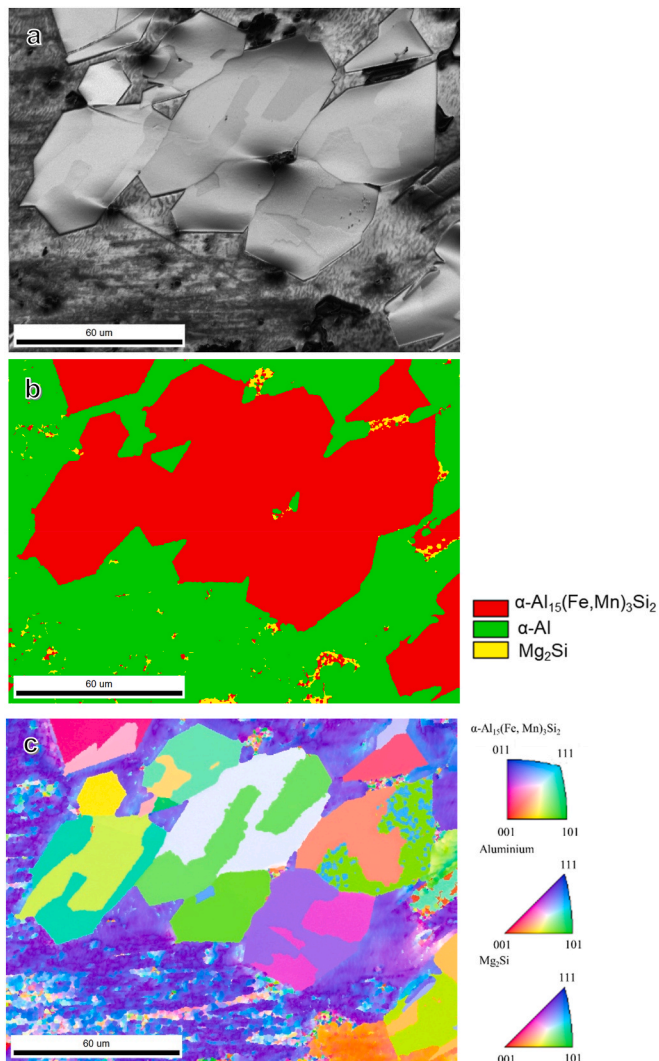 a
60 um
b
α-Al₁₅(Fe,Mn)₃Si₂
α-Al
Mg₂Si
60 um
c
α-Al₁₅(Fe, Mn)₃Si₂
011 111
001 101
Aluminium
111
001 101
Mg₂Si
111
001 101
60 um